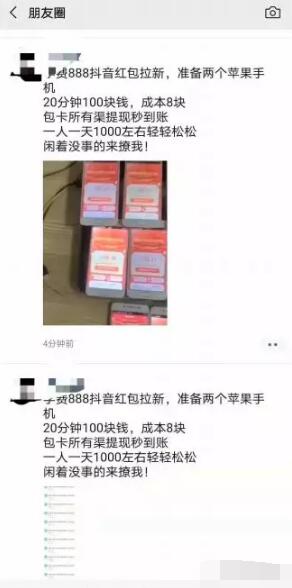 朋友圈
学费888抖音红包拉新，准备两个苹果手
机
20分钟100块钱，成本8块
包卡所有渠提现秒到账
一人一天1000左右轻轻松松
闲着没事的来撩我！
4分钟前
学费888抖音红包拉新，准备两个苹果手
机
20分钟100块钱，成本8块
包卡所有渠提现秒到账
一人一天1000左右轻轻松松
闲着没事的来撩我！